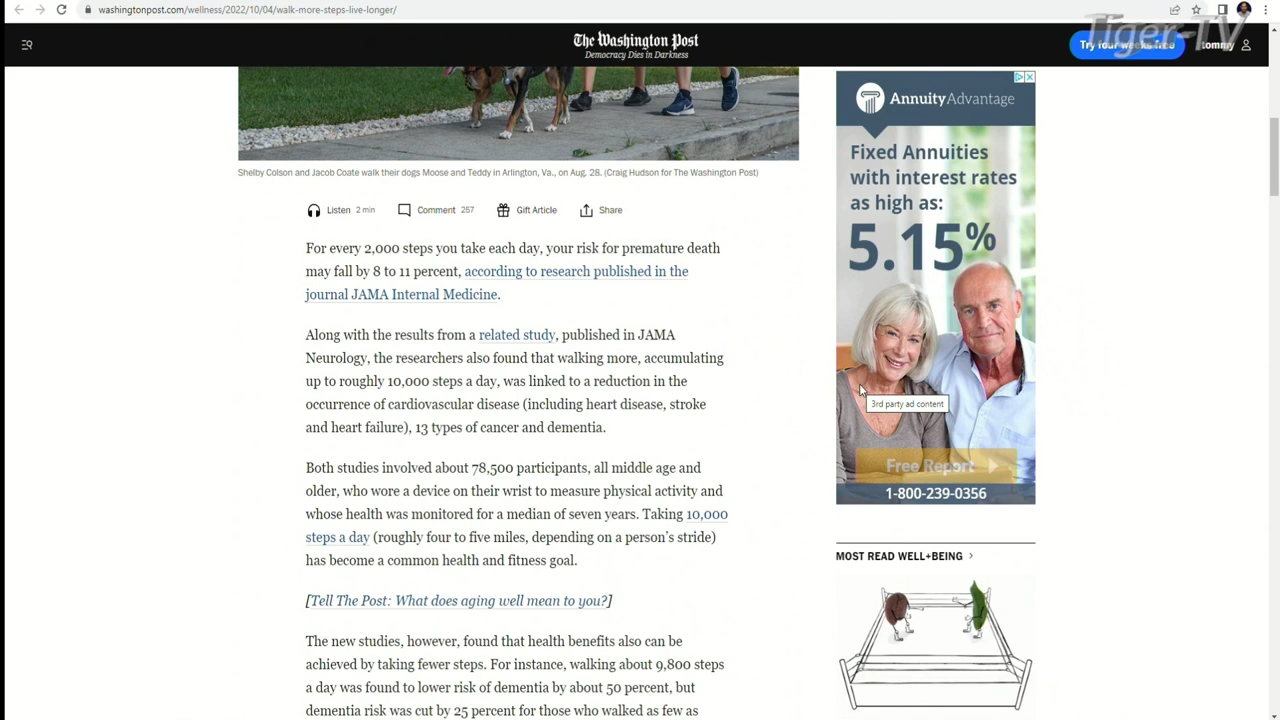 washingtonpost.com/wellness/2022/10/04/walk-more-steps-live-longer/
Tiger-TV
The Washington Post
Democracy Dies in Darkness
Try four weeks free
tommy
Shelby Colson and Jacob Coate walk their dogs Moose and Teddy in Arlington, Va., on Aug. 28. (Craig Hudson for The Washington Post)
Listen 2 min
Comment 257
Gift Article
Share
For every 2,000 steps you take each day, your risk for premature death
may fall by 8 to 11 percent, according to research published in the
journal JAMA Internal Medicine.
Along with the results from a related study, published in JAMA
Neurology, the researchers also found that walking more, accumulating
up to roughly 10,000 steps a day, was linked to a reduction in the
occurrence of cardiovascular disease (including heart disease, stroke
and heart failure), 13 types of cancer and dementia.
Both studies involved about 78,500 participants, all middle age and
older, who wore a device on their wrist to measure physical activity and
whose health was monitored for a median of seven years. Taking 10,000
steps a day (roughly four to five miles, depending on a person’s stride)
has become a common health and fitness goal.
[Tell The Post: What does aging well mean to you?]
The new studies, however, found that health benefits also can be
achieved by taking fewer steps. For instance, walking about 9,800 steps
a day was found to lower risk of dementia by about 50 percent, but
dementia risk was cut by 25 percent for those who walked as few as
AnnuityAdvantage
Fixed Annuities
with interest rates
as high as:
5.15%
3rd party ad content
Free Report
1-800-239-0356
MOST READ WELL+BEING >